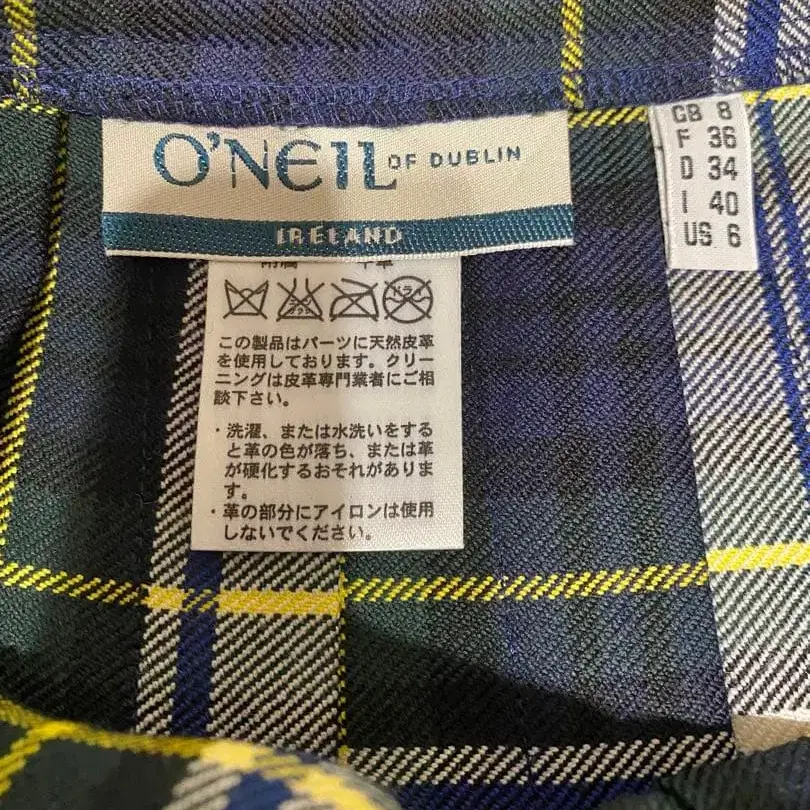 O'NEIL OF DUBLIN
IRELAND
GB 8
F 36
D 34
I 40
US 6
ドライ
この製品はパーツに天然皮革
を使用しております。クリー
ニングは皮革専門業者にご相
談下さい。
・洗濯、または水洗いをする
と革の色が落ち、または革
が硬化するおそれがありま
す。
・革の部分にアイロンは使用
しないでください。